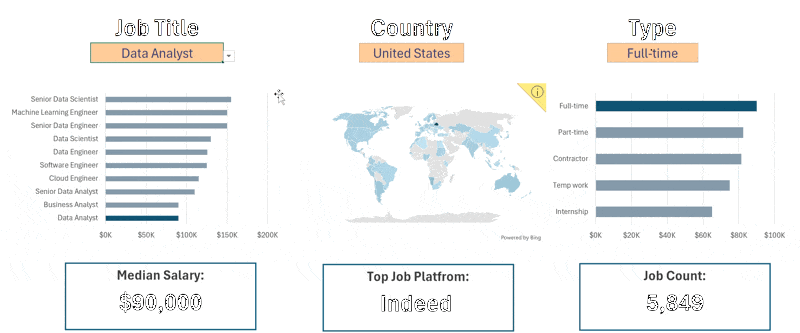 Job Title
Country
Type
Data Analyst
United States
Full-time
Senior Data Scientist
Machine Learning Engineer
Senior Data Engineer
Data Scientist
Data Engineer
Software Engineer
Cloud Engineer
Senior Data Analyst
Business Analyst
Data Analyst
$0K $50K $100K $150K $200K
Powered by Bing
Full-time
Part-time
Contractor
Temp work
Internship
$0K $20K $40K $60K $80K $100K
Median Salary:
$90,000
Top Job Platfrom:
Indeed
Job Count:
5,849